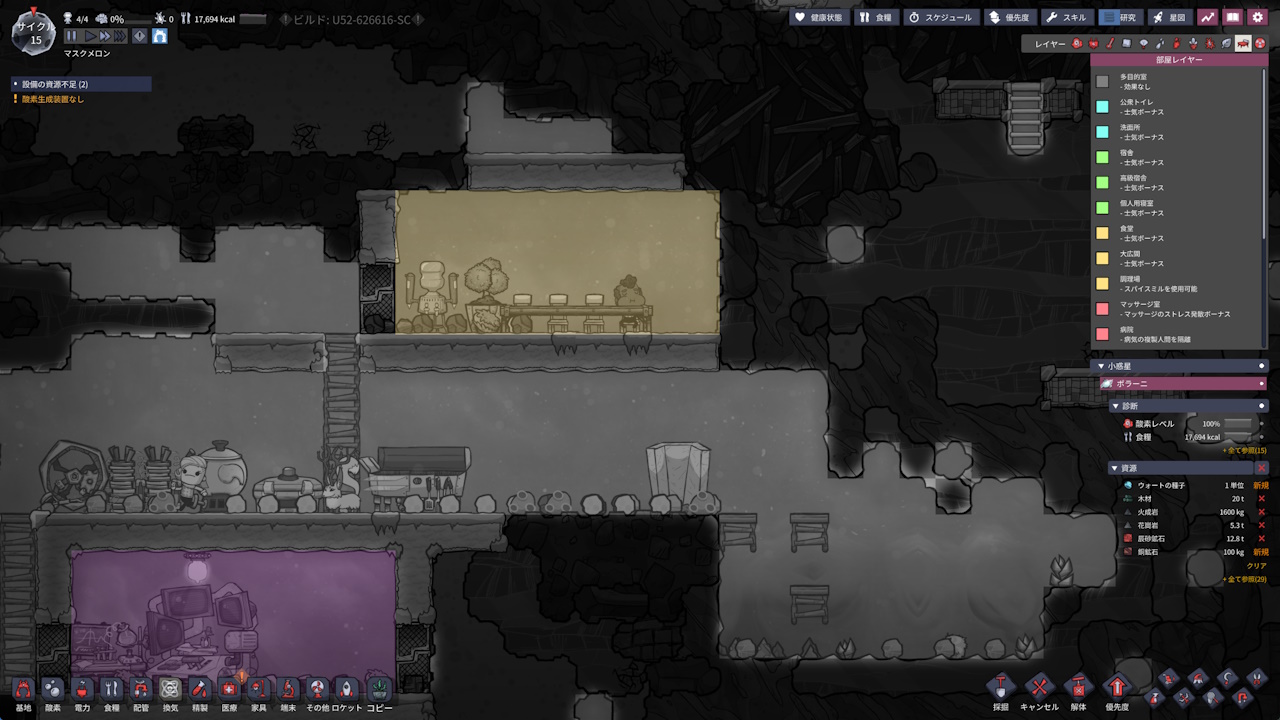 サイクル
15
4/4
0%
0
17,694 kcal
ビルド: U52-626616-SC
マスクメロン
健康状態
食糧
スケジュール
優先度
スキル
研究
星図
レイヤー
・設備の資源不足 (2)
! 酸素生成装置なし
部屋レイヤー
多目的室
- 効果なし
公衆トイレ
- 士気ボーナス
洗面所
- 士気ボーナス
宿舎
- 士気ボーナス
高級宿舎
- 士気ボーナス
個人用寝室
- 士気ボーナス
食堂
- 士気ボーナス
大広間
- 士気ボーナス
調理場
- スパイスミルを使用可能
マッサージ室
- マッサージのストレス発散ボーナス
病院
- 病気の複製人間を隔離
小惑星
ポラーニ
診断
酸素レベル 100%
食糧 17,694 kcal
+ 全て参照(15)
資源
ウォートの種子 1 単位 新規
木材 20 t
火成岩 1600 kg
花崗岩 5.3 t
辰砂鉱石 12.8 t
銅鉱石 100 kg 新規
クリア
+ 全て参照(29)
基地
酸素
電力
食糧
配管
換気
精製
医療
家具
端末
その他
ロケット
コピー
採掘
キャンセル
解体
優先度